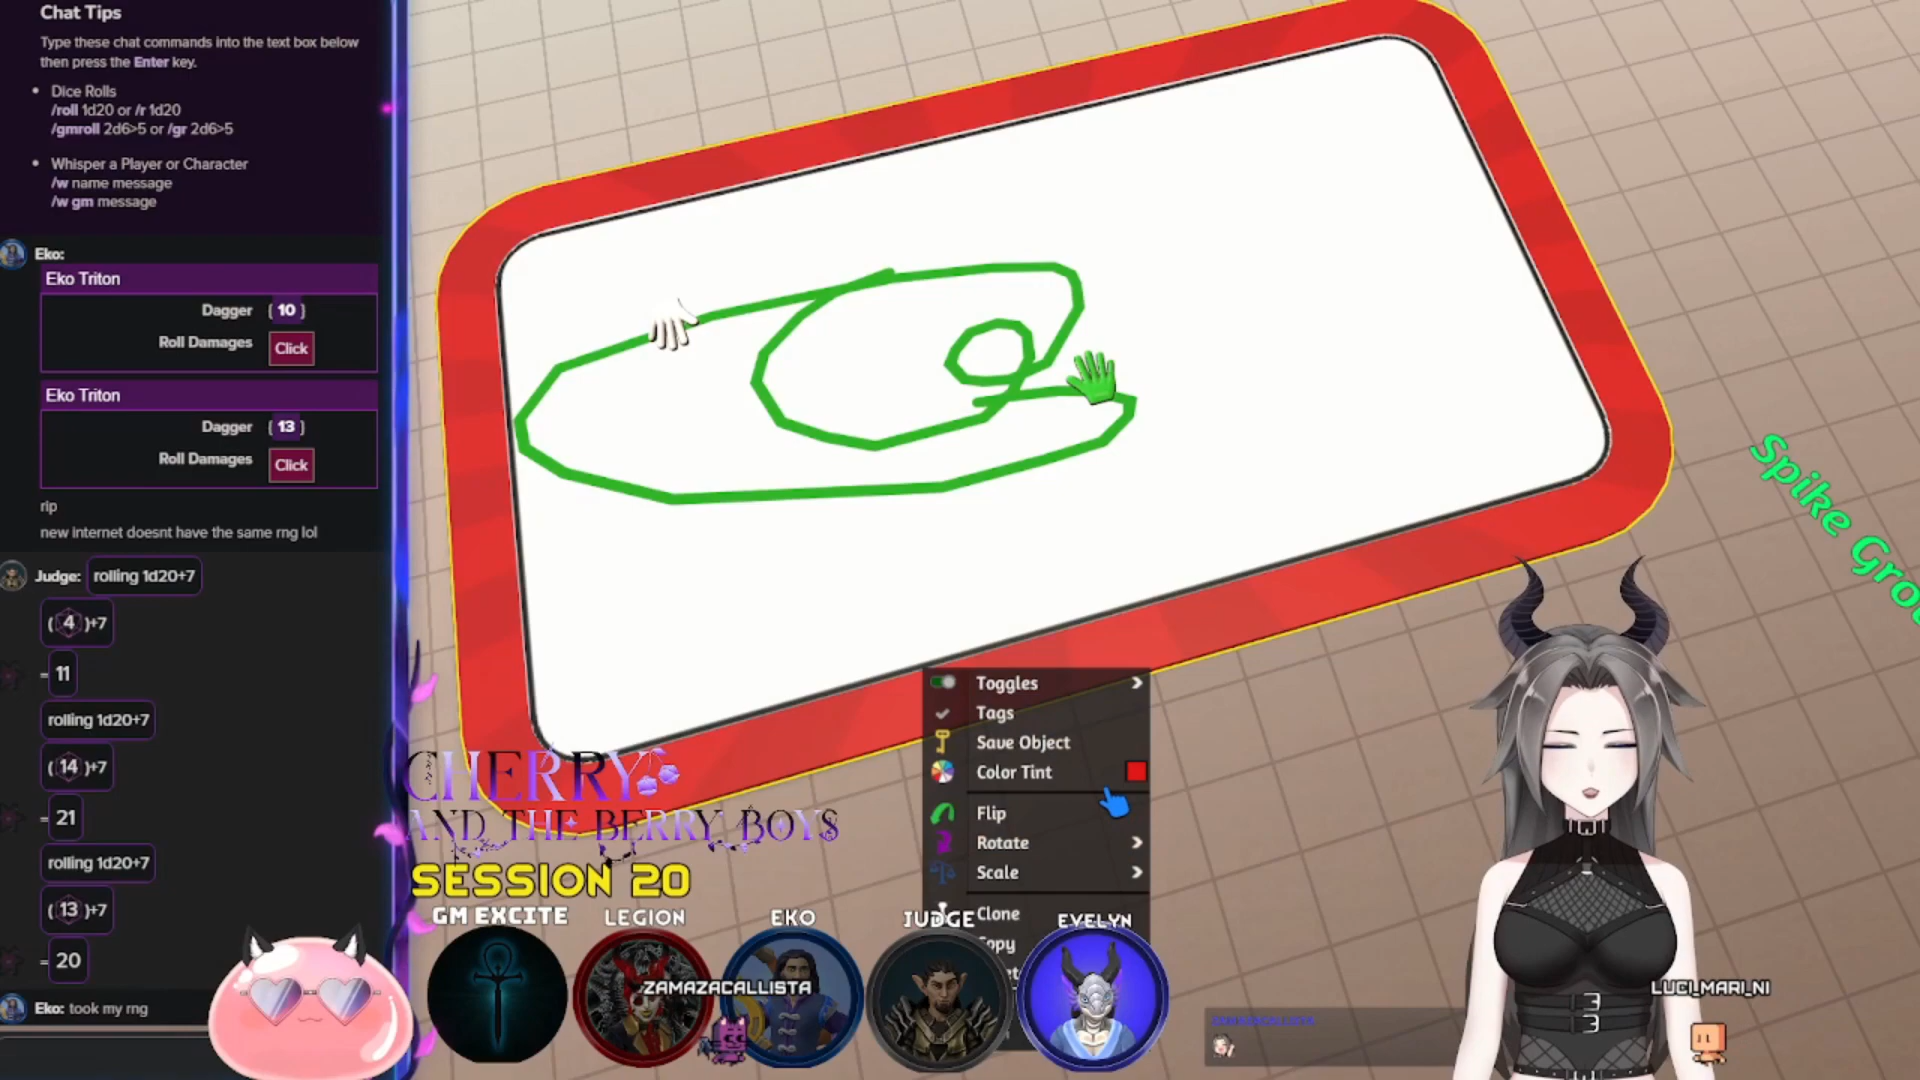 Chat Tips
Type these chat commands into the text box below
then press the Enter key.
Dice Rolls
/roll 1d20 or /r 1d20
/gmroll 2d6>5 or /gr 2d6>5
Whisper a Player or Character
/w name message
/w gm message
Eko:
Eko Triton
Dagger ( 10 )
Roll Damages Click
Eko Triton
Dagger ( 13 )
Roll Damages Click
rip
new internet doesnt have the same rng lol
Judge: rolling 1d20+7
(4)+7
= 11
rolling 1d20+7
(14)+7
= 21
rolling 1d20+7
(13)+7
= 20
Eko: took my rng
Toggles
Tags
Save Object
Color Tint
Flip
Rotate
Scale
Clone
Spike
CHERRY
AND THE BERRY BOYS
SESSION 20
GM EXCITE
LEGION
EKO
JUDGE
EVELYN
ZAMAZACALLISTA
LUCI_MARI_NI